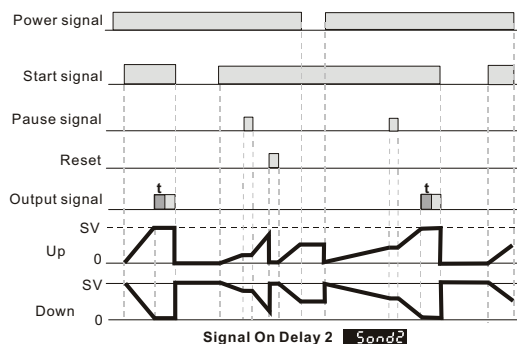 Power signal
Start signal
Pause signal
Reset
t
t
Output signal
SV
Up
0
SV
Down
0
Signal On Delay 2 Sond2